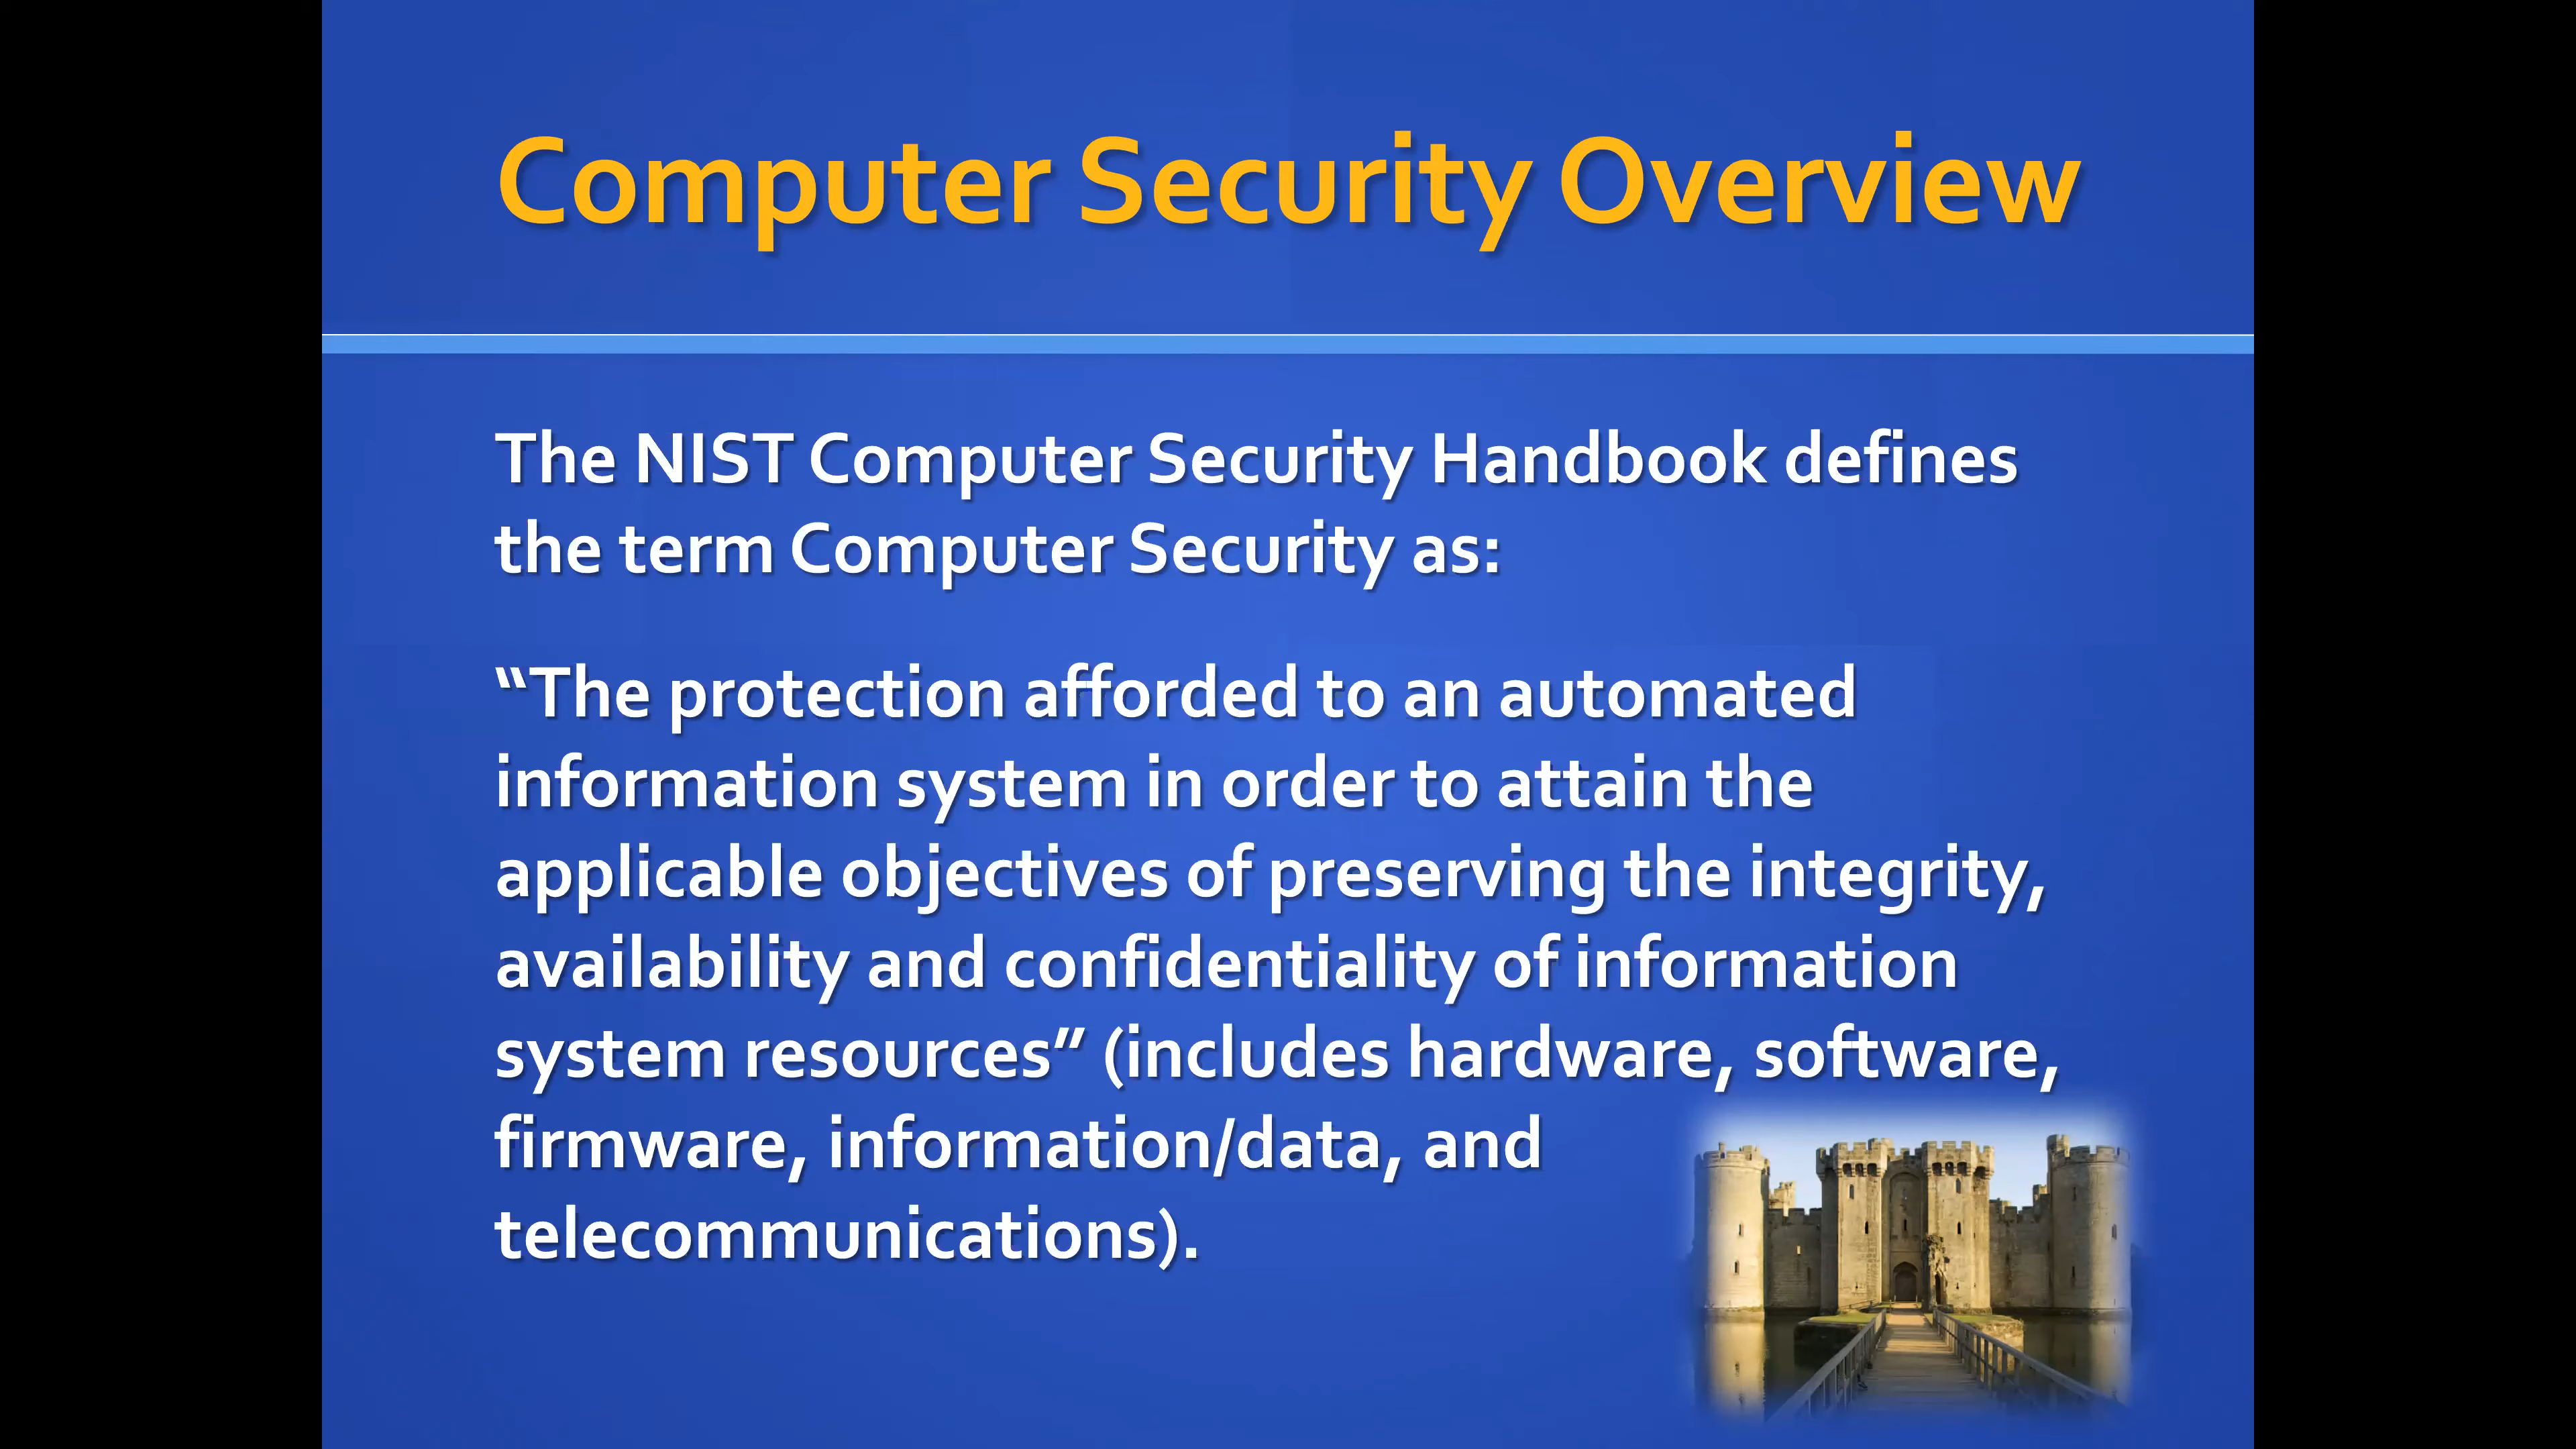 Computer Security Overview
The NIST Computer Security Handbook defines
the term Computer Security as:
“The protection afforded to an automated
information system in order to attain the
applicable objectives of preserving the integrity,
availability and confidentiality of information
system resources” (includes hardware, software,
firmware, information/data, and
telecommunications).